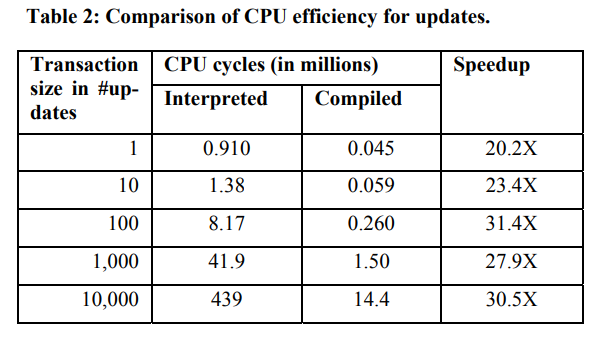 Table 2: Comparison of CPU efficiency for updates.
Transaction size in #up-dates CPU cycles (in millions) Speedup
Interpreted Compiled
1 0.910 0.045 20.2X
10 1.38 0.059 23.4X
100 8.17 0.260 31.4X
1,000 41.9 1.50 27.9X
10,000 439 14.4 30.5X